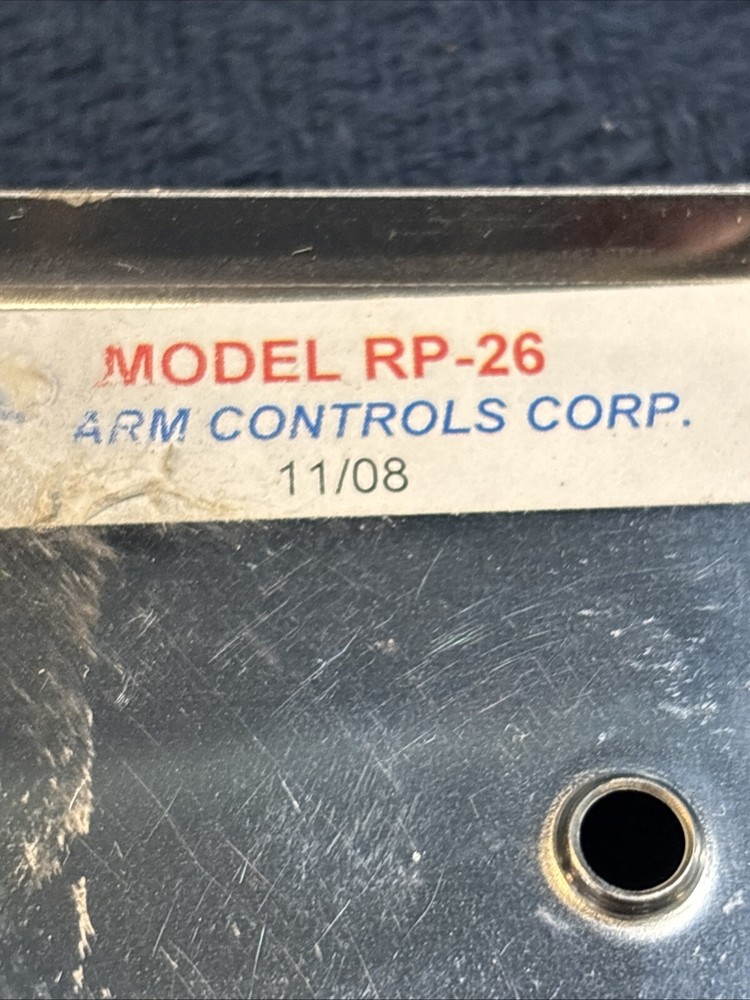 MODEL RP-26
ARM CONTROLS CORP.
11/08